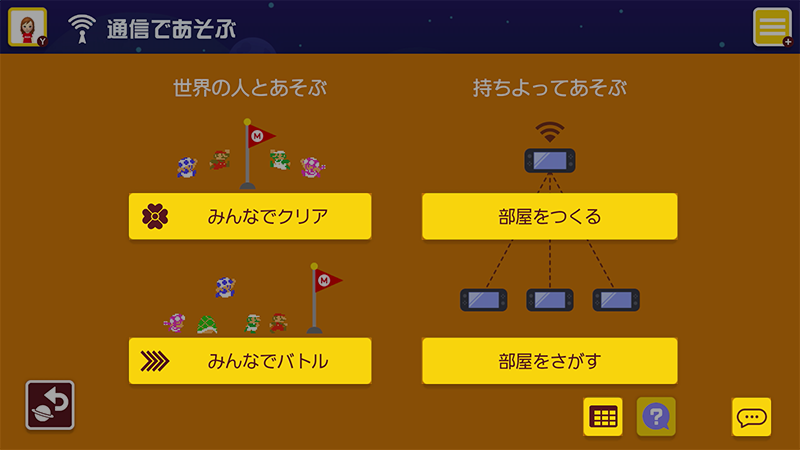 Y
通信であそぶ
+
世界の人とあそぶ
持ちよってあそぶ
M
みんなでクリア
部屋をつくる
M
みんなでバトル
部屋をさがす
?